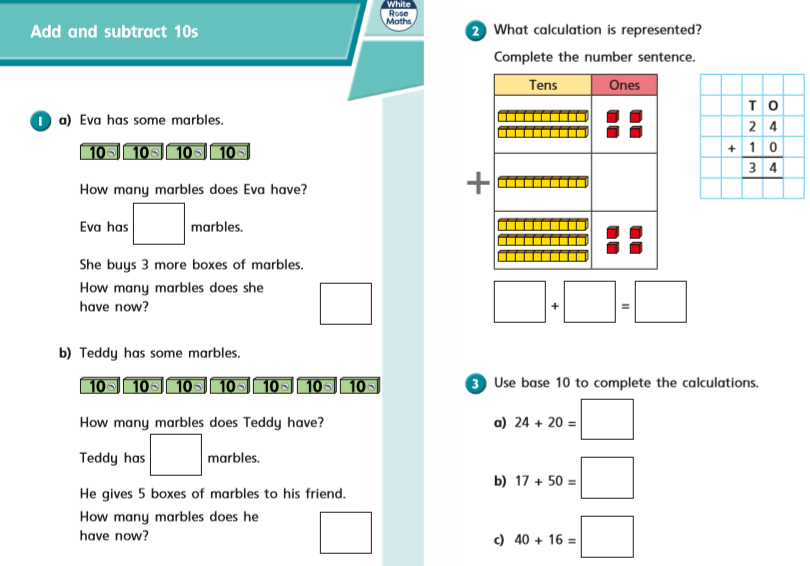 Add and subtract 10s
White
Rose
Maths
1 a) Eva has some marbles.
10 10 10 10
How many marbles does Eva have?
Eva has marbles.
She buys 3 more boxes of marbles.
How many marbles does she
have now?
b) Teddy has some marbles.
10 10 10 10 10 10 10
How many marbles does Teddy have?
Teddy has marbles.
He gives 5 boxes of marbles to his friend.
How many marbles does he
have now?
2 What calculation is represented?
Complete the number sentence.
Tens Ones
+
T O
2 4
+ 1 0
3 4
+ =
3 Use base 10 to complete the calculations.
a) 24 + 20 =
b) 17 + 50 =
c) 40 + 16 =